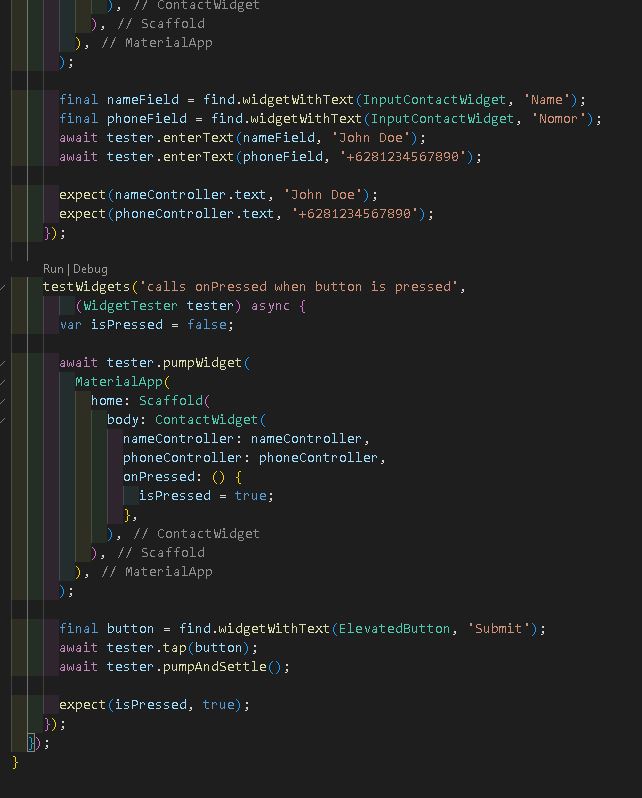 ), // ContactWidget
), // Scaffold
), // MaterialApp
);
final nameField = find.widgetWithText(InputContactWidget, 'Name');
final phoneField = find.widgetWithText(InputContactWidget, 'Nomor');
await tester.enterText(nameField, 'John Doe');
await tester.enterText(phoneField, '+6281234567890');
expect(nameController.text, 'John Doe');
expect(phoneController.text, '+6281234567890');
});
Run | Debug
testWidgets('calls onPressed when button is pressed',
(WidgetTester tester) async {
var isPressed = false;
await tester.pumpWidget(
MaterialApp(
home: Scaffold(
body: ContactWidget(
nameController: nameController,
phoneController: phoneController,
onPressed: () {
isPressed = true;
},
), // ContactWidget
), // Scaffold
), // MaterialApp
);
final button = find.widgetWithText(ElevatedButton, 'Submit');
await tester.tap(button);
await tester.pumpAndSettle();
expect(isPressed, true);
});
});
}